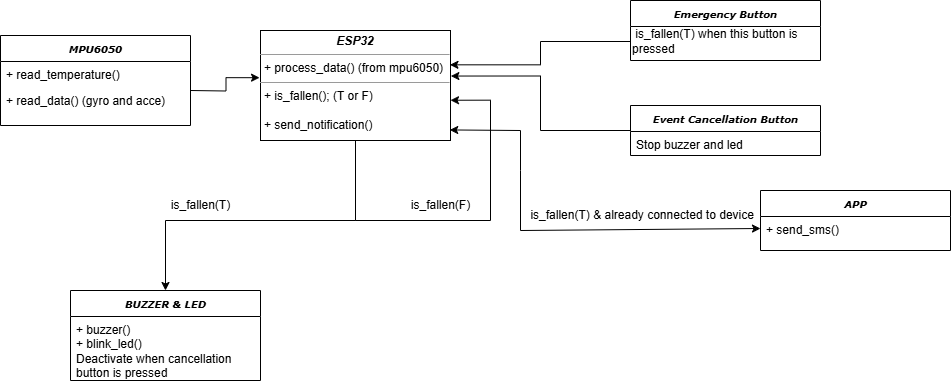 MPU6050
+ read_temperature()
+ read_data() (gyro and acce)
ESP32
+ process_data() (from mpu6050)
+ is_fallen(); (T or F)
+ send_notification()
Emergency Button
is_fallen(T) when this button is
pressed
Event Cancellation Button
Stop buzzer and led
is_fallen(T)
is_fallen(F)
is_fallen(T) & already connected to device
APP
+ send_sms()
BUZZER & LED
+ buzzer()
+ blink_led()
Deactivate when cancellation
button is pressed